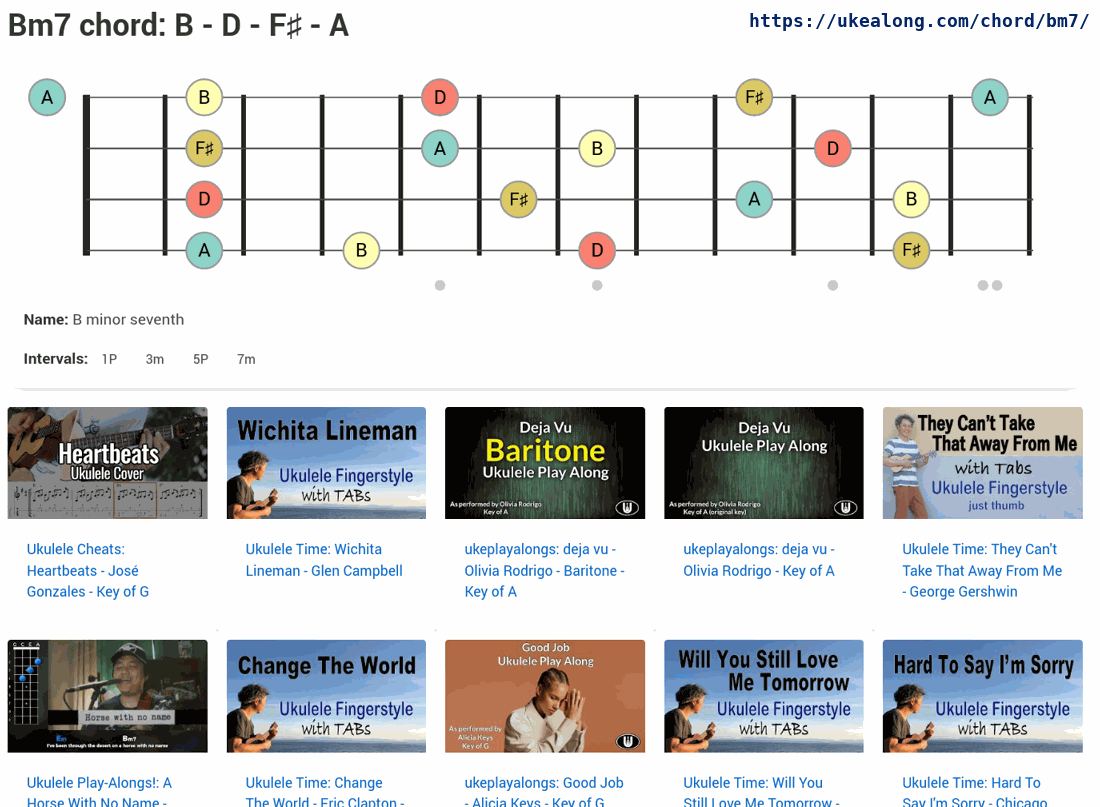 Bm7 chord: B - D - F♯ - A
https://ukealong.com/chord/bm7/
A B D F♯ A
F♯ A B D
D F♯ A B
A B D F♯
Name: B minor seventh
Intervals: 1P 3m 5P 7m
Heartbeats
Ukulele Cover
Wichita Lineman
Ukulele Fingerstyle
with TABs
Deja Vu
Baritone
Ukulele Play Along
As performed by Olivia Rodrigo
Key of A
Deja Vu
Ukulele Play Along
As performed by Olivia Rodrigo
Key of A (original key)
They Can't Take
That Away From Me
with Tabs
Ukulele Fingerstyle
just thumb
Ukulele Cheats:
Heartbeats - José
Gonzales - Key of G
Ukulele Time: Wichita
Lineman - Glen Campbell
ukeplayalongs: deja vu -
Olivia Rodrigo - Baritone -
Key of A
ukeplayalongs: deja vu -
Olivia Rodrigo - Key of A
Ukulele Time: They Can't
Take That Away From Me
- George Gershwin
G C E A
Horse with no name
Em Bm7
I've been through the desert on a horse with no name
Change The World
Ukulele Fingerstyle
with TABs
Good Job
Ukulele Play Along
As performed by
Alicia Keys
Key of G
Will You Still Love
Me Tomorrow
Ukulele Fingerstyle
with TABs
Hard To Say I'm Sorry
Ukulele Fingerstyle
with TABs
Ukulele Play-Alongs!: A
Horse With No Name -
Ukulele Time: Change
The World - Eric Clapton -
ukeplayalongs: Good Job
- Alicia Keys - Key of G
Ukulele Time: Will You
Still Love Me Tomorrow -
Ukulele Time: Hard To
Say I'm Sorry - Chicago